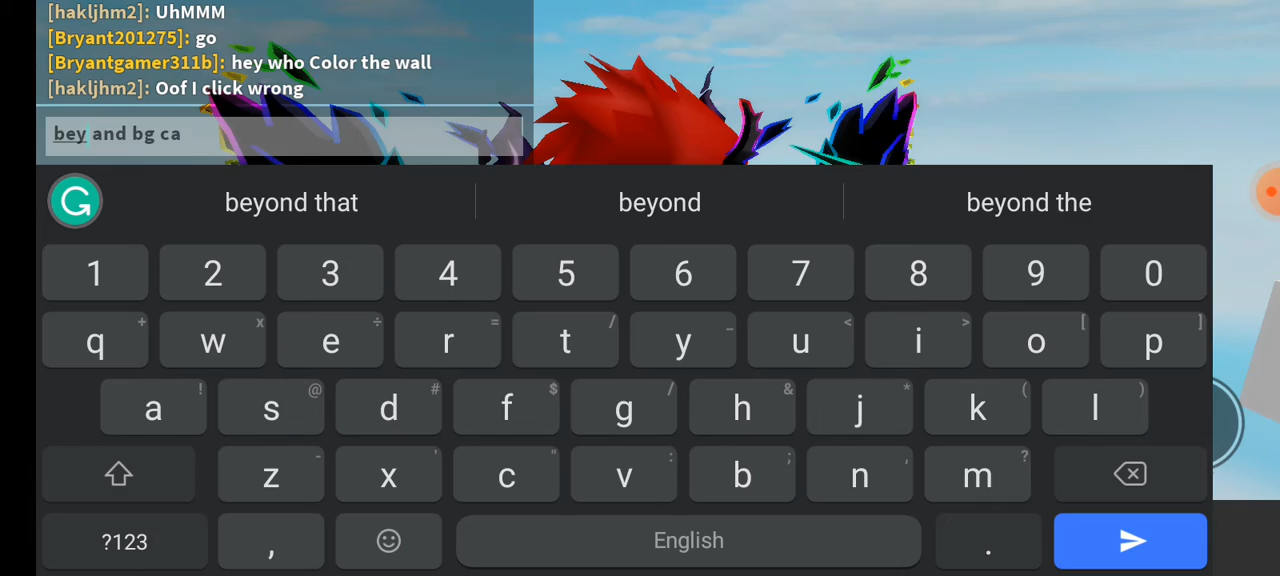 [hakljhm2]: UhMMM
[Bryant201275]: go
[Bryantgamer311b]: hey who Color the wall
[hakljhm2]: Oof I click wrong
bey and bg ca
beyond that beyond beyond the
1 2 3 4 5 6 7 8 9 0
+ x ÷ = / _ < > [ ]
q w e r t y u i o p
! @ # $ / & * ( )
a s d f g h j k l
- ' " : ; , ?
z x c v b n m
?123 , English .